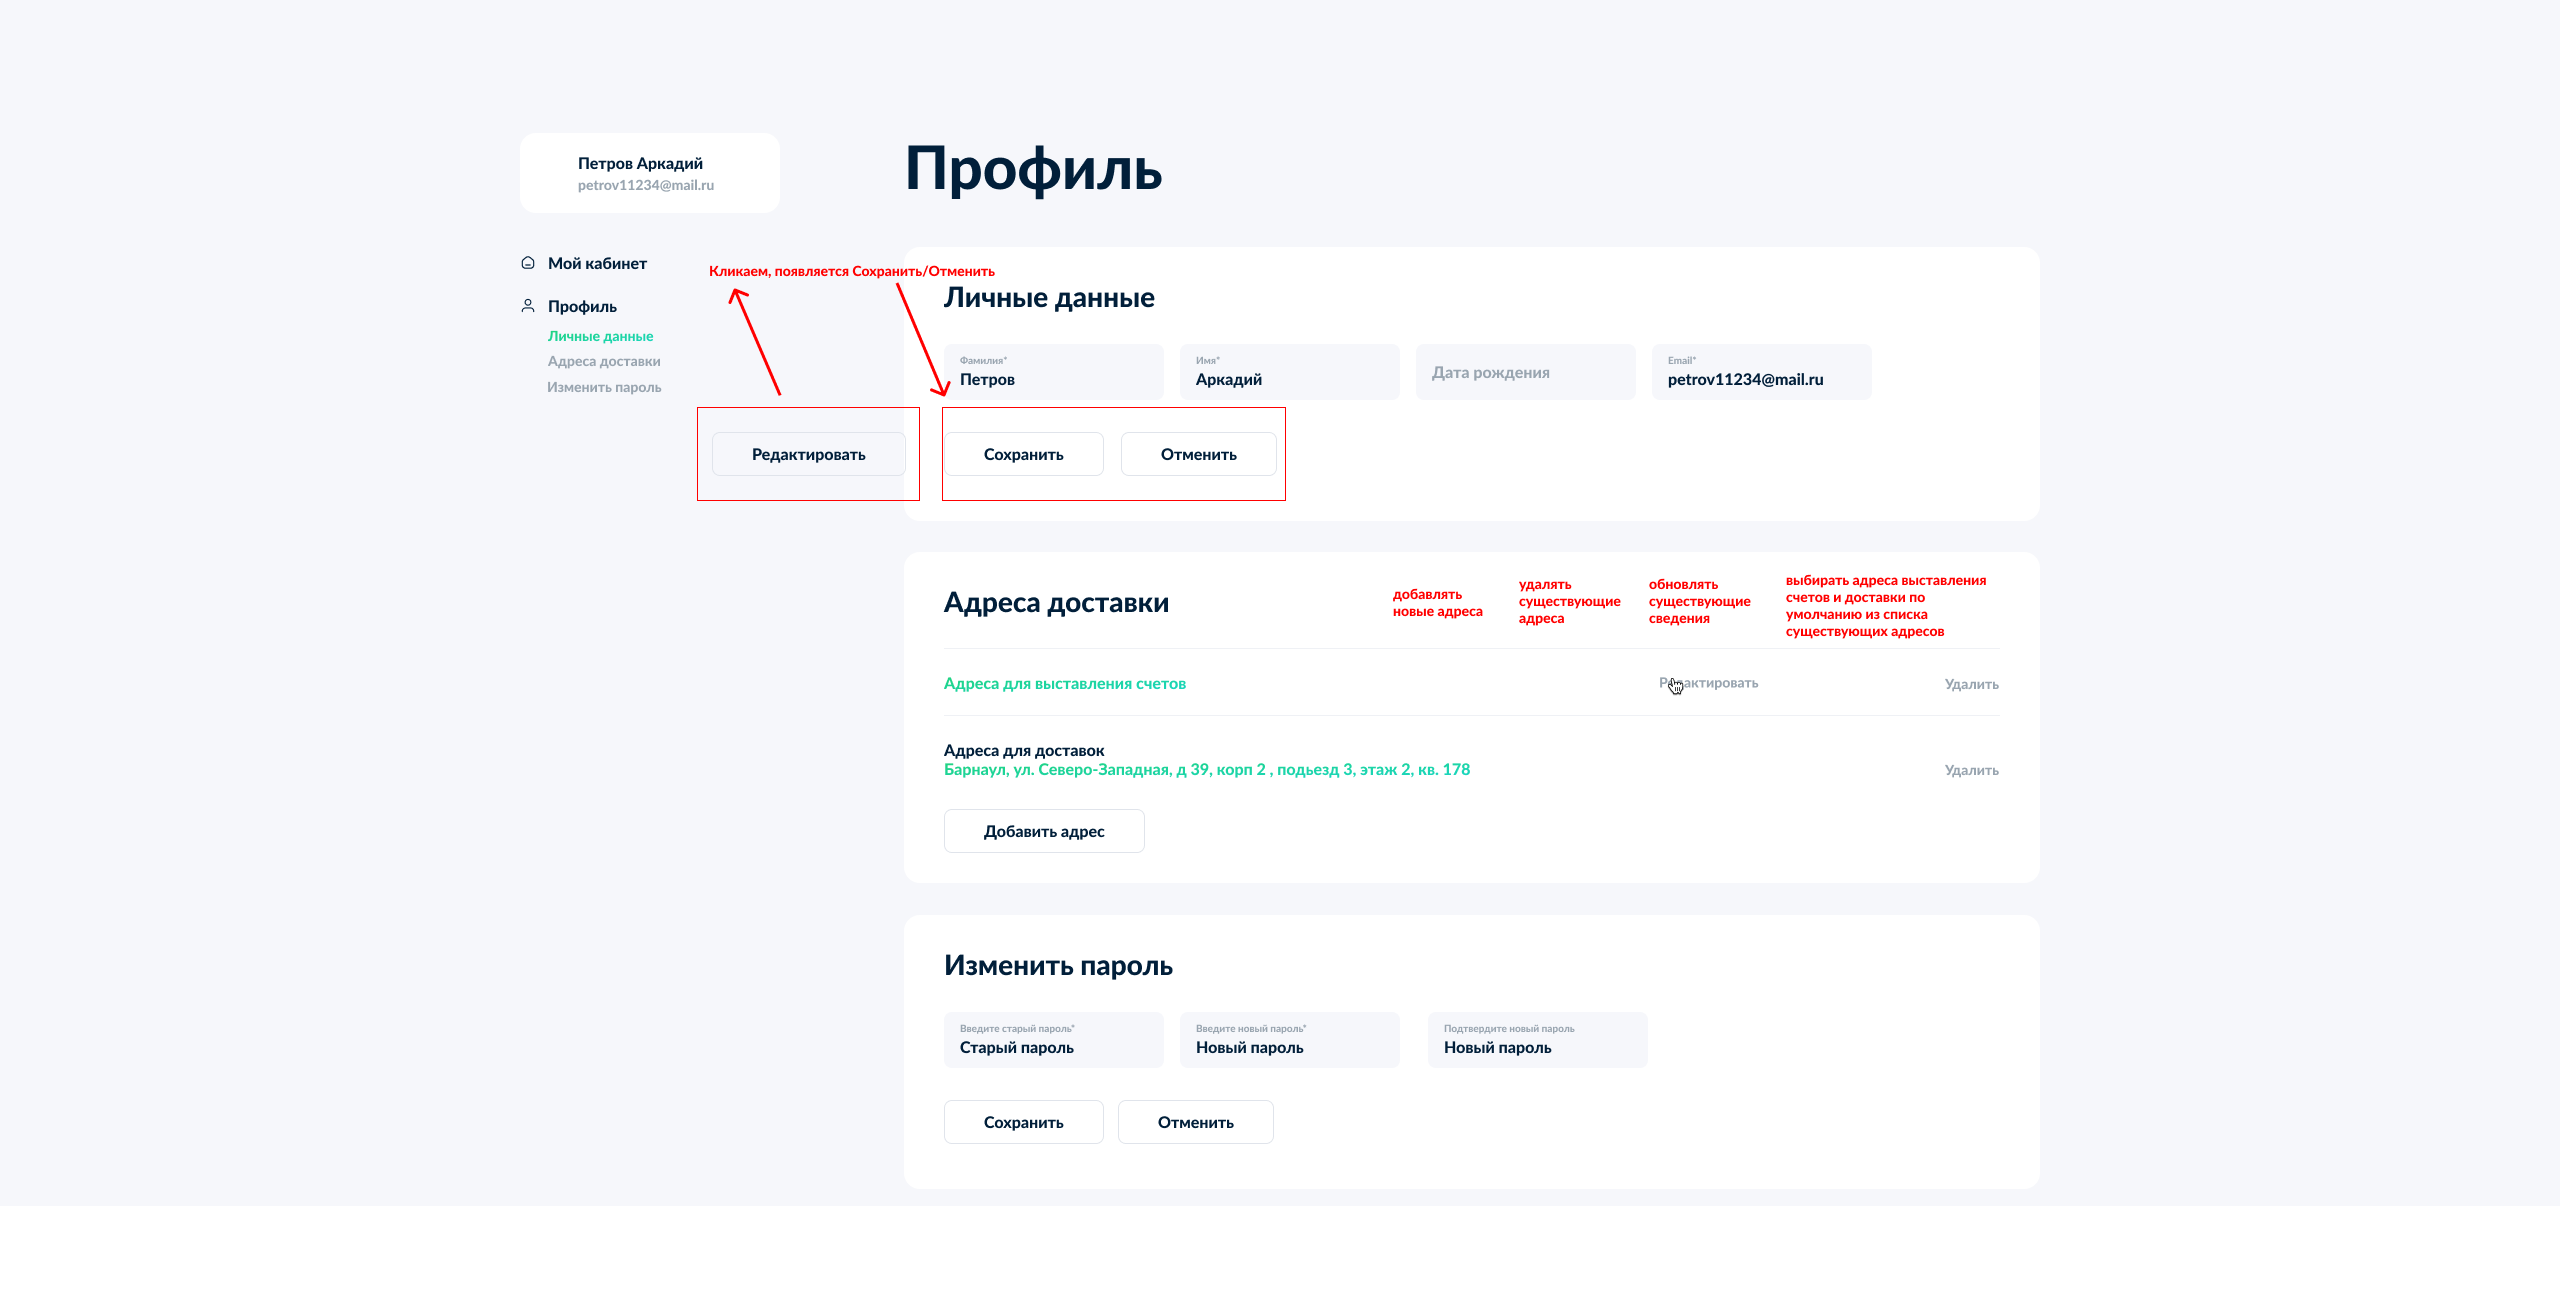 Петров Аркадий
petrov11234@mail.ru
Мой кабинет
Профиль
Личные данные
Адреса доставки
Изменить пароль
Профиль
Кликаем, появляется Сохранить/Отменить
Личные данные
Фамилия*
Петров
Имя*
Аркадий
Дата рождения
Email*
petrov11234@mail.ru
Редактировать
Сохранить
Отменить
Адреса доставки
добавлять
новые адреса
удалять
существующие
адреса
обновлять
существующие
сведения
выбирать адреса выставления
счетов и доставки по
умолчанию из списка
существующих адресов
Адреса для выставления счетов
Редактировать
Удалить
Адреса для доставок
Барнаул, ул. Северо-Западная, д 39, корп 2 , подьезд 3, этаж 2, кв. 178
Удалить
Добавить адрес
Изменить пароль
Введите старый пароль*
Старый пароль
Введите новый пароль*
Новый пароль
Подтвердите новый пароль
Новый пароль
Сохранить
Отменить